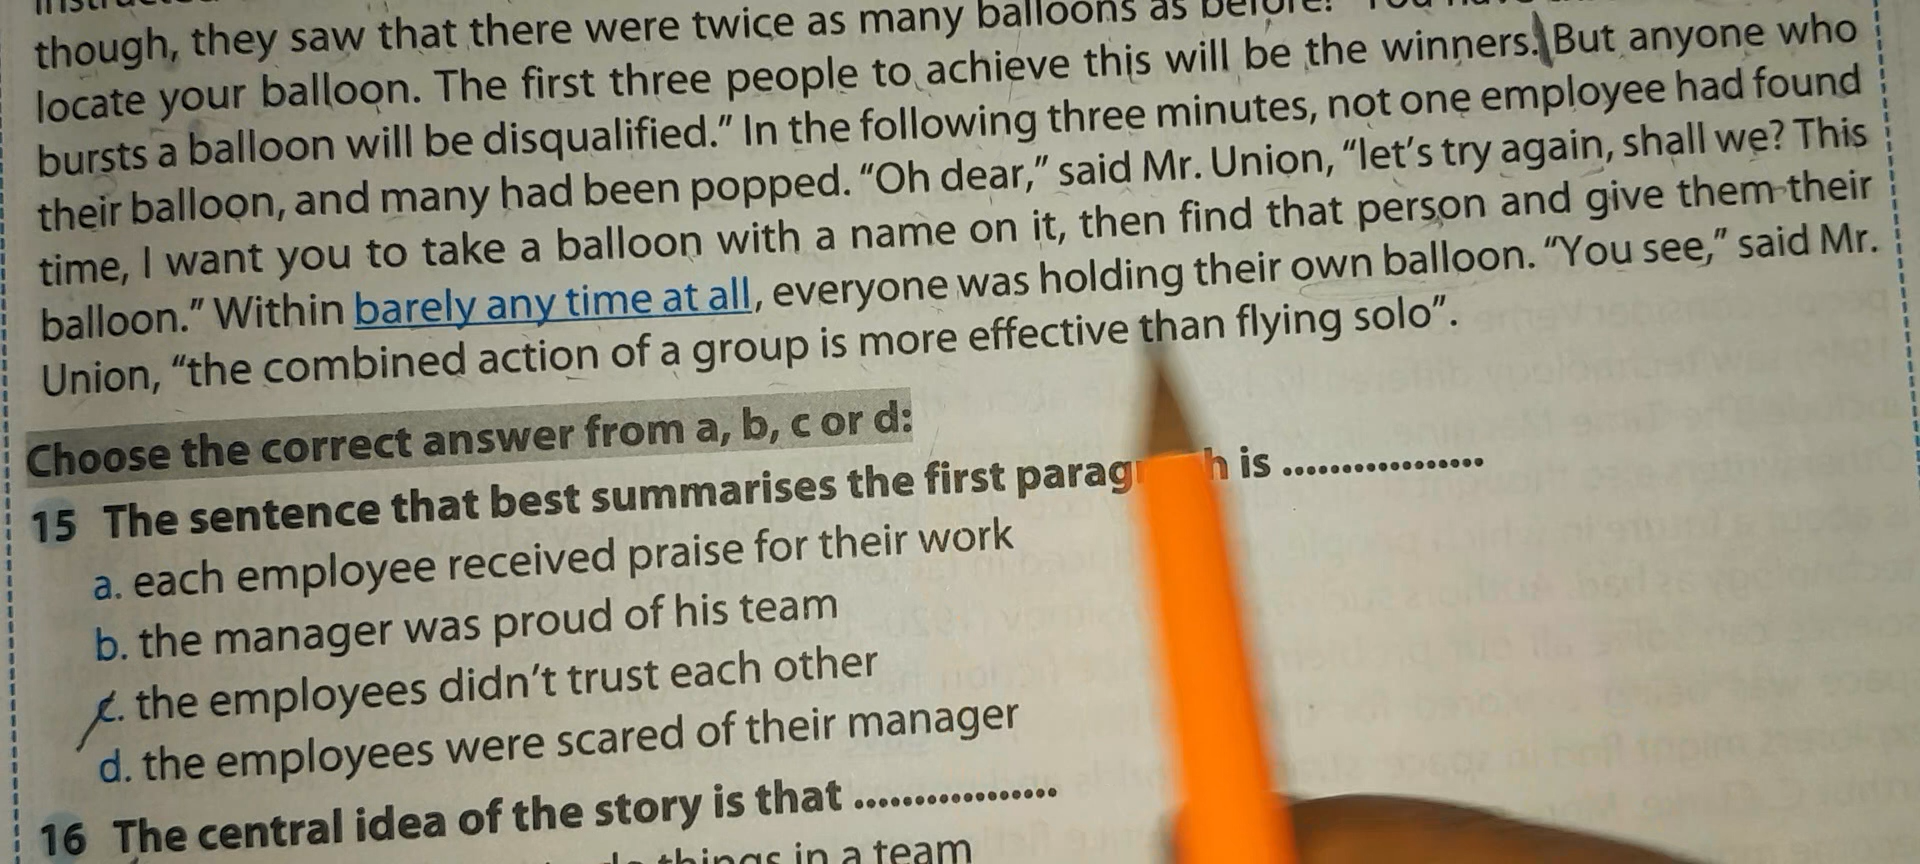 though, they saw that there were twice as many balloons as before.
locate your balloon. The first three people to achieve this will be the winners. But anyone who
bursts a balloon will be disqualified.” In the following three minutes, not one employee had found
their balloon, and many had been popped. “Oh dear,” said Mr. Union, “let’s try again, shall we? This
time, I want you to take a balloon with a name on it, then find that person and give them their
balloon.” Within barely any time at all, everyone was holding their own balloon. “You see,” said Mr.
Union, “the combined action of a group is more effective than flying solo”.
Choose the correct answer from a, b, c or d:
15 The sentence that best summarises the first is .................
a. each employee received praise for their work
b. the manager was proud of his team
c. the employees didn’t trust each other
d. the employees were scared of their manager
16 The central idea of the story is that .................
things in a team